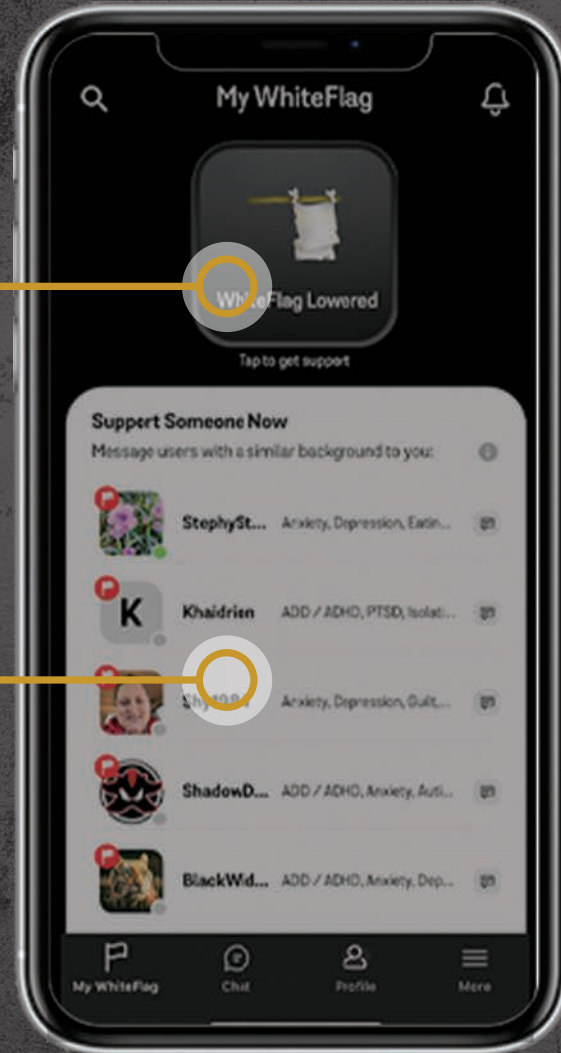 My WhiteFlag
WhiteFlag Lowered
Tap to get support
Support Someone Now
Message users with a similar background to you:
StephySt... Anxiety, Depression, Eatin...
K
Khaidrien ADD / ADHD, PTSD, Isolati...
Anxiety, Depression, Guilt,...
ShadowD... ADD / ADHD, Anxiety, Auti...
BlackWid... ADD / ADHD, Anxiety, Dep...
My WhiteFlag Chat Profile More